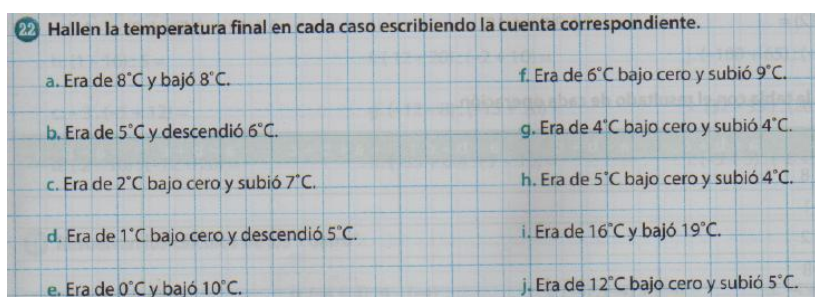 22 Hallen la temperatura final en cada caso escribiendo la cuenta correspondiente.
a. Era de 8°C y bajó 8°C.
b. Era de 5°C y descendió 6°C.
c. Era de 2°C bajo cero y subió 7°C.
d. Era de 1°C bajo cero y descendió 5°C.
e. Era de 0°C y bajó 10°C.
f. Era de 6°C bajo cero y subió 9°C.
g. Era de 4°C bajo cero y subió 4°C.
h. Era de 5°C bajo cero y subió 4°C.
i. Era de 16°C y bajó 19°C.
j. Era de 12°C bajo cero y subió 5°C.